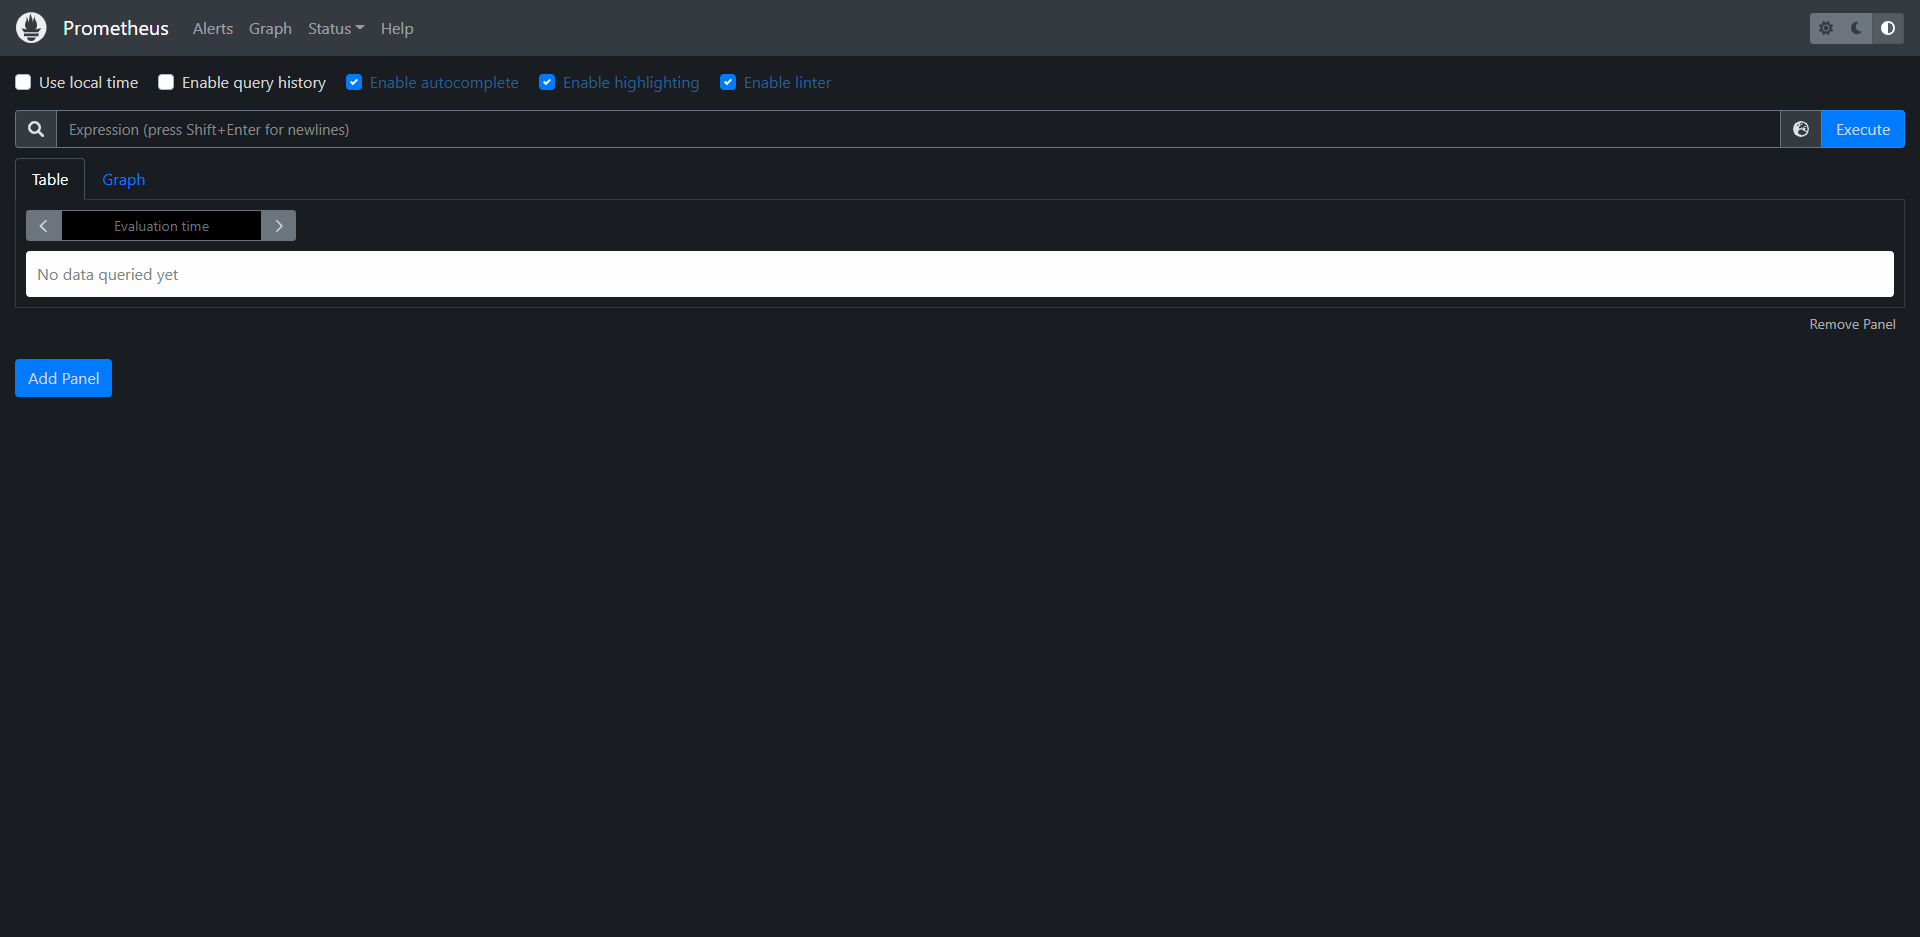 Prometheus Alerts Graph Status Help
Use local time Enable query history Enable autocomplete Enable highlighting Enable linter
Expression (press Shift+Enter for newlines) Execute
Table Graph
Evaluation time
No data queried yet
Remove Panel
Add Panel